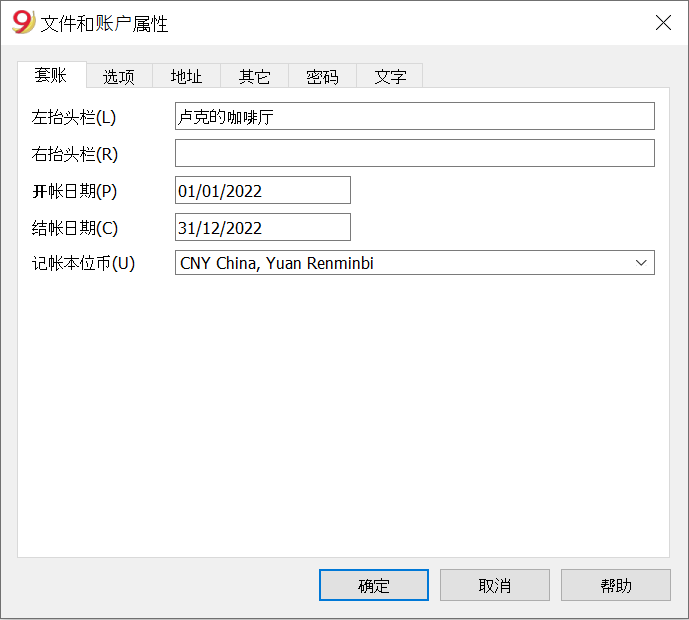 9 文件和账户属性
套账 选项 地址 其它 密码 文字
左抬头栏(L) 卢克的咖啡厅
右抬头栏(R)
开帐日期(P) 01/01/2022
结帐日期(C) 31/12/2022
记帐本位币(U) CNY China, Yuan Renminbi
确定 取消 帮助